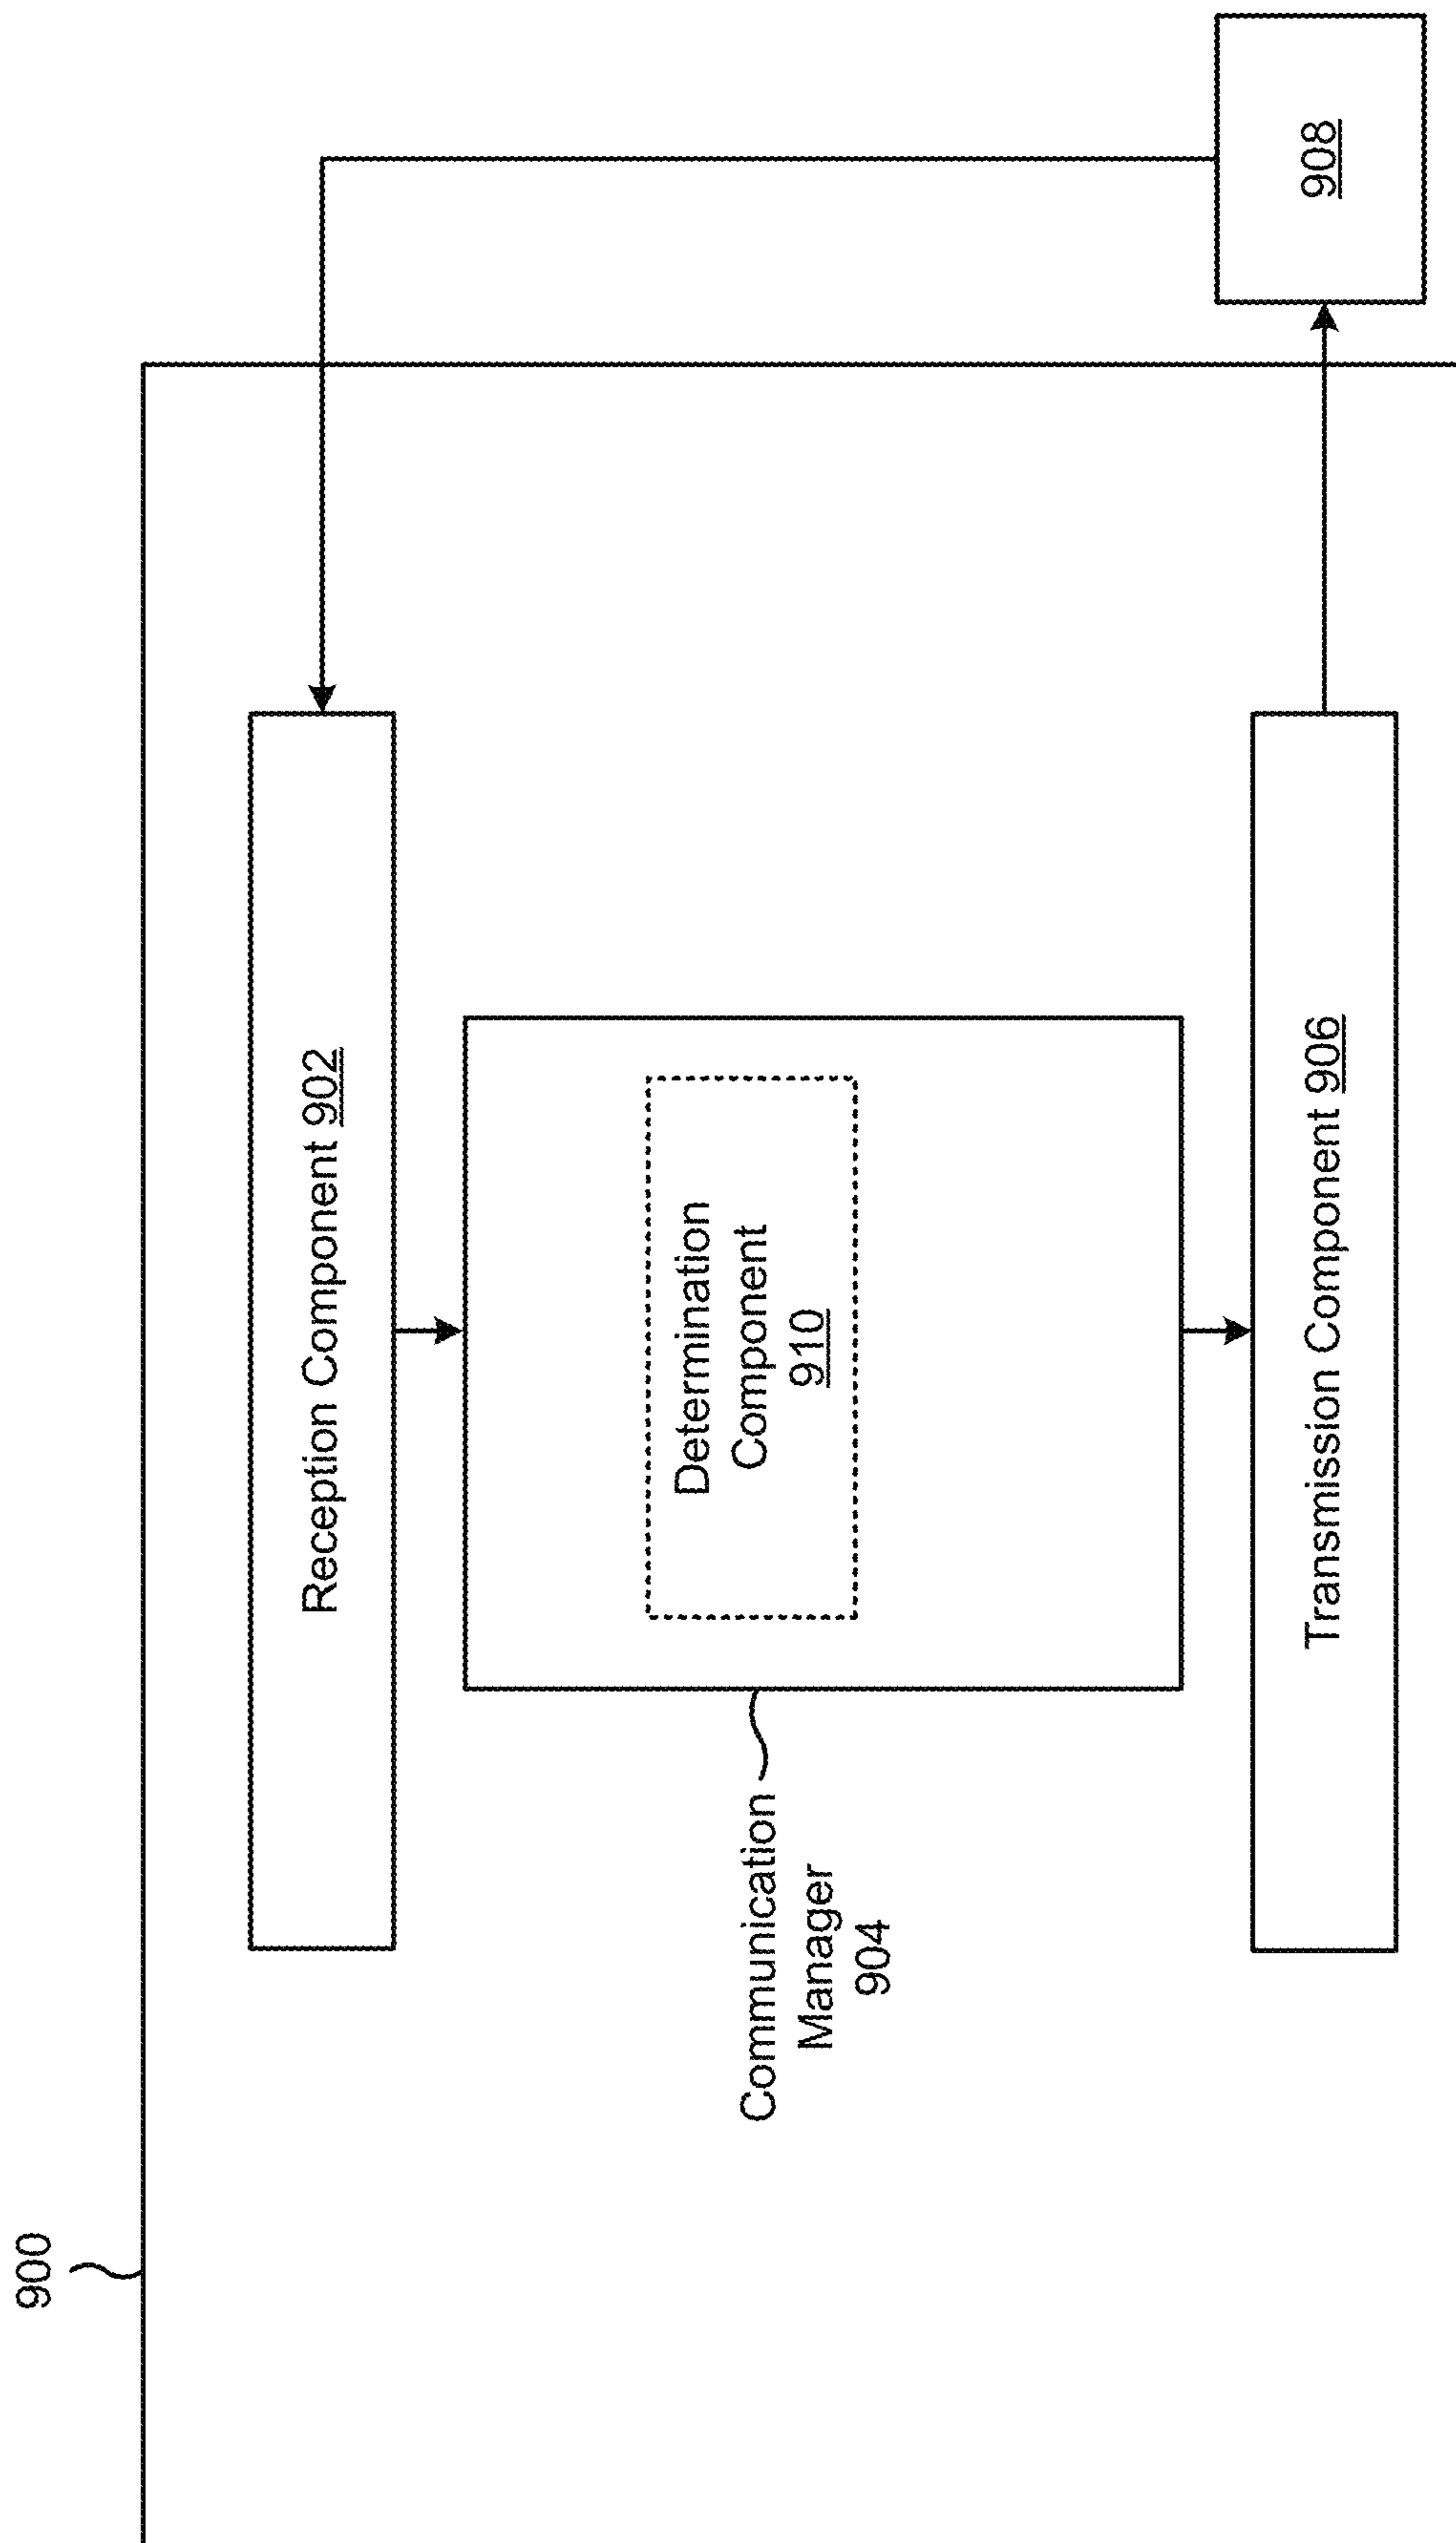 900
Reception Component 902
Determination
Component
910
Communication
Manager
904
Transmission Component 906
908